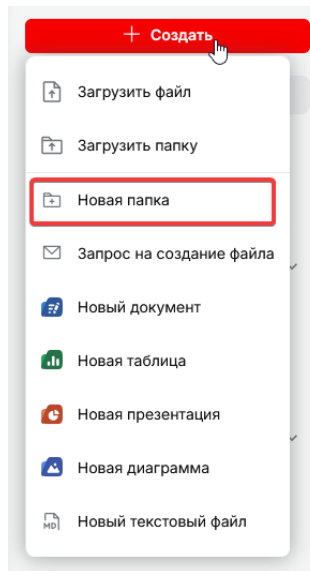 Создать
Загрузить файл
Загрузить папку
Новая папка
Запрос на создание файла
Новый документ
Новая таблица
Новая презентация
Новая диаграмма
MD
Новый текстовый файл